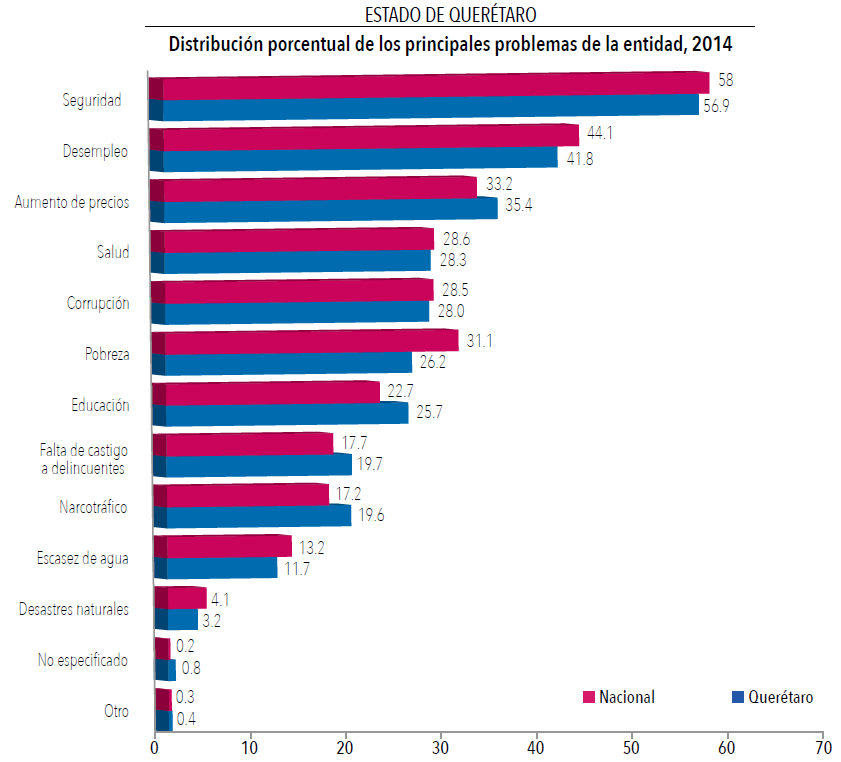 ESTADO DE QUERÉTARO
Distribución porcentual de los principales problemas de la entidad, 2014
Seguridad
58
56.9
Desempleo
44.1
41.8
Aumento de precios
33.2
35.4
Salud
28.6
28.3
Corrupción
28.5
28.0
Pobreza
31.1
26.2
Educación
22.7
25.7
Falta de castigo
a delincuentes
17.7
19.7
Narcotráfico
17.2
19.6
Escasez de agua
13.2
11.7
Desastres naturales
4.1
3.2
No especificado
0.2
0.8
Otro
0.3
0.4
Nacional
Querétaro
0 10 20 30 40 50 60 70